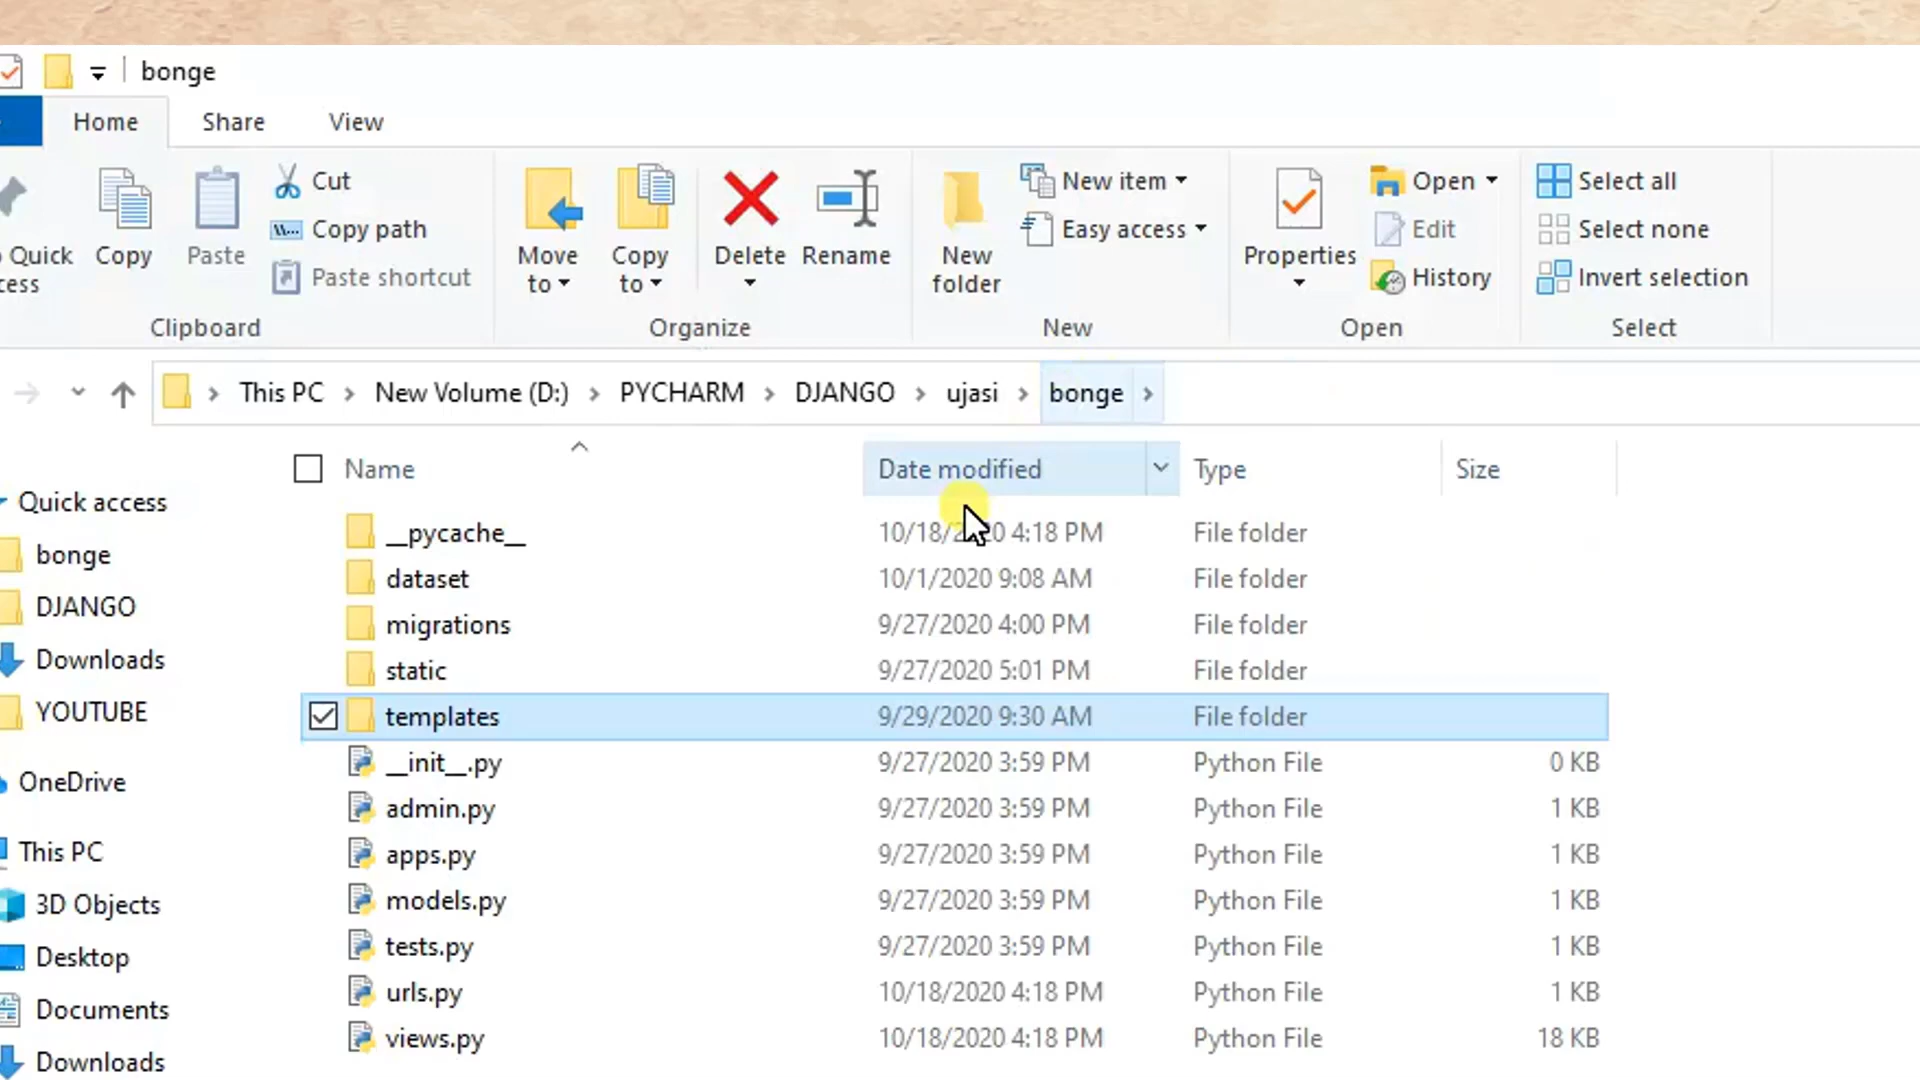 bonge
Home Share View
Cut
Copy path
Paste shortcut
Quick
Copy
Paste
Clipboard
Move to
Copy to
Delete
Rename
Organize
New folder
New item
Easy access
New
Properties
Open
Edit
History
Open
Select all
Select none
Invert selection
Select
This PC > New Volume (D:) > PYCHARM > DJANGO > ujasi > bonge >
Name Date modified Type Size
__pycache__ 10/18/2020 4:18 PM File folder
dataset 10/1/2020 9:08 AM File folder
migrations 9/27/2020 4:00 PM File folder
static 9/27/2020 5:01 PM File folder
templates 9/29/2020 9:30 AM File folder
__init__.py 9/27/2020 3:59 PM Python File 0 KB
admin.py 9/27/2020 3:59 PM Python File 1 KB
apps.py 9/27/2020 3:59 PM Python File 1 KB
models.py 9/27/2020 3:59 PM Python File 1 KB
tests.py 9/27/2020 3:59 PM Python File 1 KB
urls.py 10/18/2020 4:18 PM Python File 1 KB
views.py 10/18/2020 4:18 PM Python File 18 KB
Quick access
bonge
DJANGO
Downloads
YOUTUBE
OneDrive
This PC
3D Objects
Desktop
Documents
Downloads